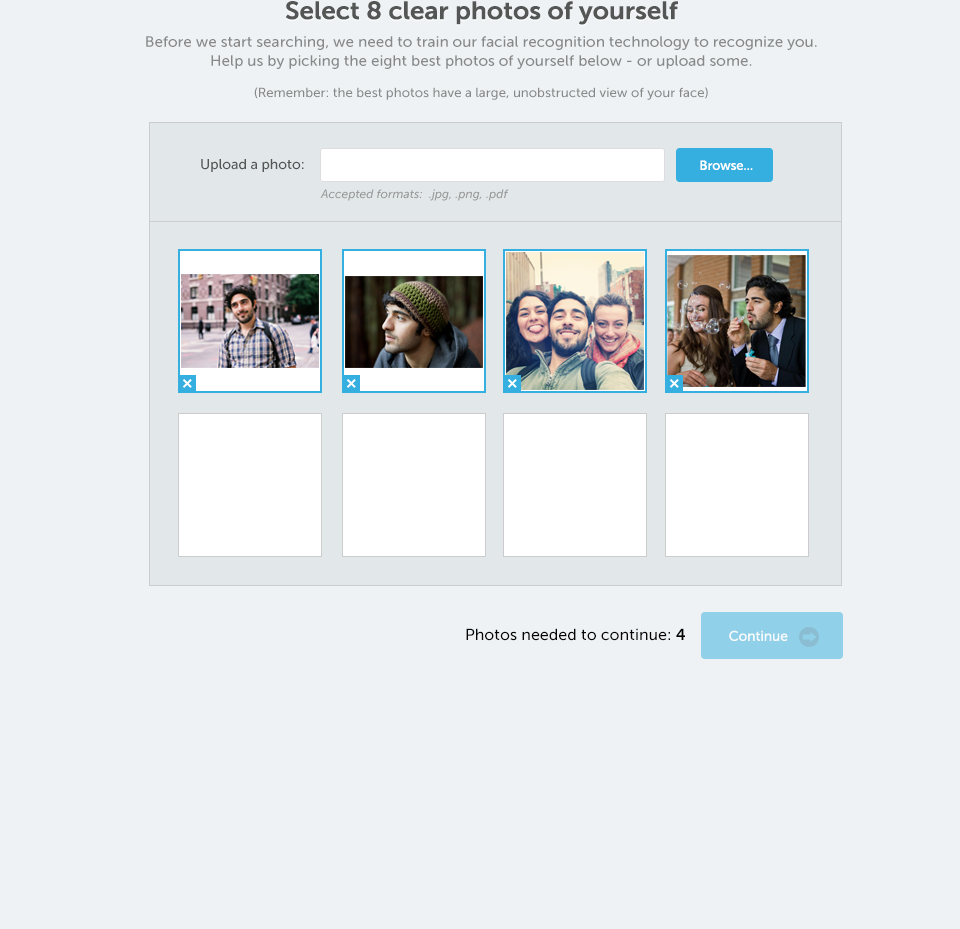 Select 8 clear photos of yourself
Before we start searching, we need to train our facial recognition technology to recognize you.
Help us by picking the eight best photos of yourself below - or upload some.
(Remember: the best photos have a large, unobstructed view of your face)
Upload a photo:
Browse...
Accepted formats: .jpg, .png, .pdf
Photos needed to continue: 4
Continue